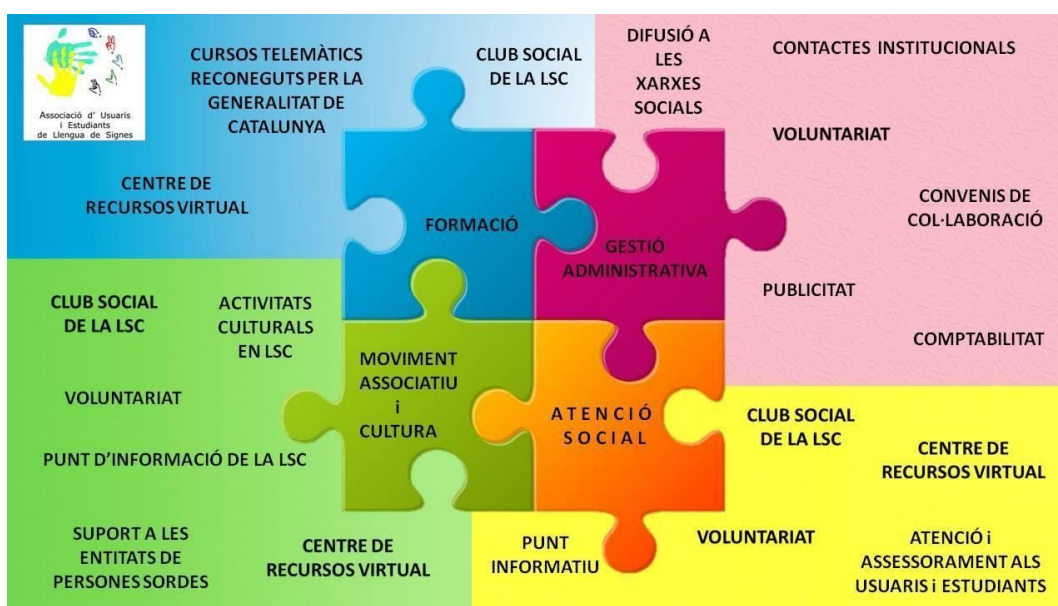 Associació d' Usuaris
i Estudiants
de Llengua de Signes
CURSOS TELEMÀTICS
RECONEGUTS PER LA
GENERALITAT DE
CATALUNYA
CLUB SOCIAL
DE LA LSC
CENTRE DE
RECURSOS VIRTUAL
FORMACIÓ
DIFUSIÓ A
LES
XARXES
SOCIALS
CONTACTES INSTITUCIONALS
VOLUNTARIAT
CONVENIS DE
COL·LABORACIÓ
GESTIÓ
ADMINISTRATIVA
PUBLICITAT
COMPTABILITAT
CLUB SOCIAL
DE LA LSC
ACTIVITATS
CULTURALS
EN LSC
VOLUNTARIAT
PUNT D'INFORMACIÓ DE LA LSC
SUPORT A LES
ENTITATS DE
PERSONES SORDES
CENTRE DE
RECURSOS VIRTUAL
MOVIMENT
ASSOCIATIU
i
CULTURA
ATENCIÓ
SOCIAL
CLUB SOCIAL
DE LA LSC
CENTRE DE
RECURSOS VIRTUAL
PUNT
INFORMATIU
VOLUNTARIAT
ATENCIÓ i
ASSESSORAMENT ALS
USUARIS i ESTUDIANTS